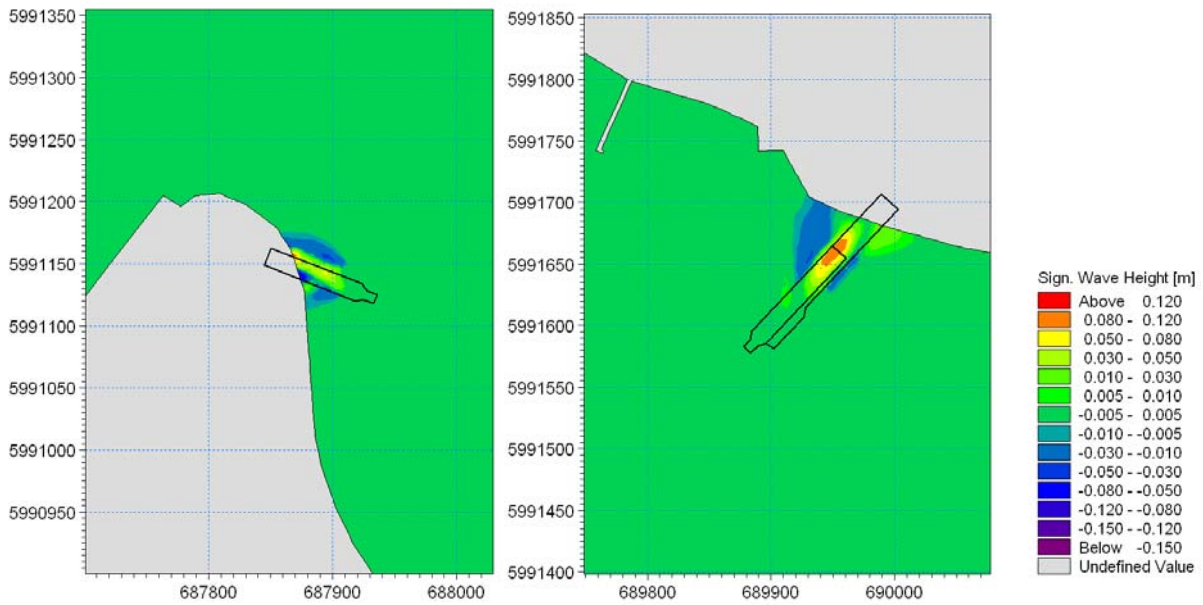 5991350
5991300
5991250
5991200
5991150
5991100
5991050
5991000
5990950
687800
687900
688000
5991850
5991800
5991750
5991700
5991650
5991600
5991550
5991500
5991450
5991400
689800
689900
690000
Sign. Wave Height [m]
Above 0.120
0.080 - 0.120
0.050 - 0.080
0.030 - 0.050
0.010 - 0.030
0.005 - 0.010
-0.005 - 0.005
-0.010 - -0.005
-0.030 - -0.010
-0.050 - -0.030
-0.080 - -0.050
-0.120 - -0.080
-0.150 - -0.120
Below -0.150
Undefined Value